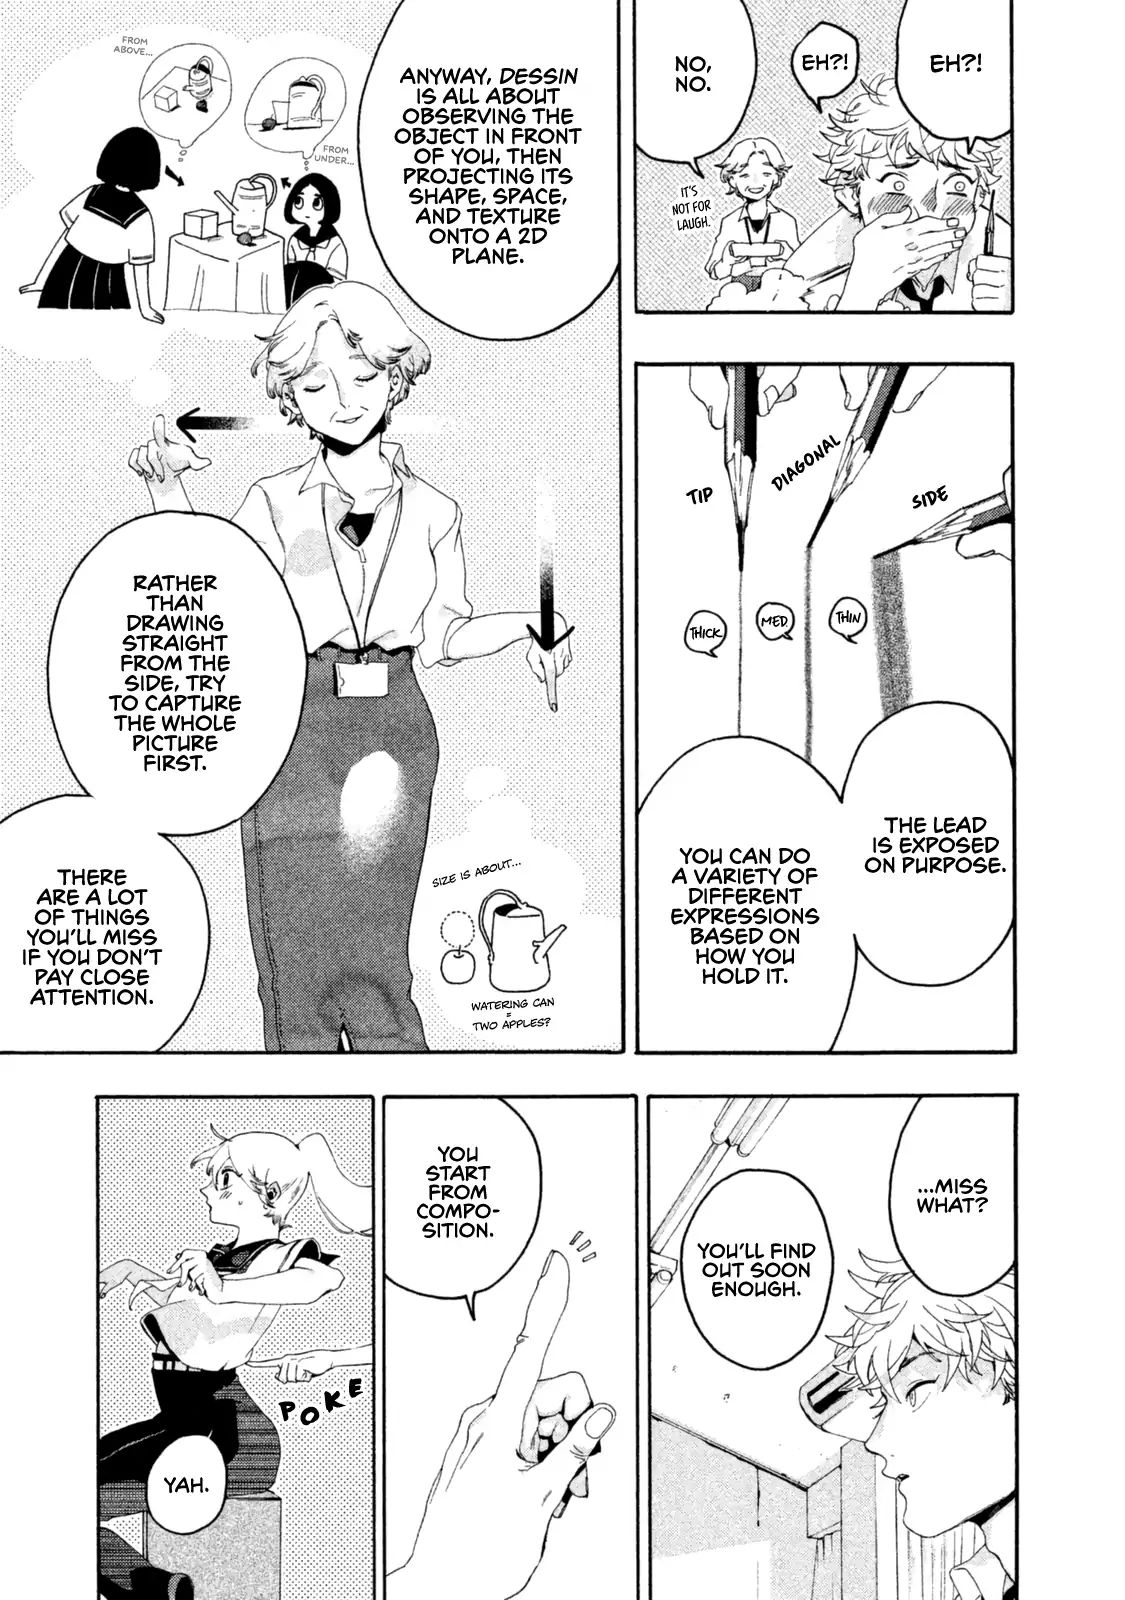 EH?!
EH?!
NO,
NO.
IT'S
NOT FOR
LAUGH.
TIP
DIAGONAL
SIDE
THICK
MED.
THIN
THE LEAD
IS EXPOSED
ON PURPOSE.
YOU CAN DO
A VARIETY OF
DIFFERENT
EXPRESSIONS
BASED ON
HOW YOU
HOLD IT.
ANYWAY, DESSIN
IS ALL ABOUT
OBSERVING THE
OBJECT IN FRONT
OF YOU, THEN
PROJECTING ITS
SHAPE, SPACE,
AND TEXTURE
ONTO A 2D
PLANE.
FROM
ABOVE...
FROM
UNDER...
RATHER
THAN
DRAWING
STRAIGHT
FROM THE
SIDE, TRY
TO CAPTURE
THE WHOLE
PICTURE
FIRST.
THERE
ARE A LOT
OF THINGS
YOU'LL MISS
IF YOU DON'T
PAY CLOSE
ATTENTION.
SIZE IS ABOUT...
WATERING CAN
=
TWO APPLES?
...MISS
WHAT?
YOU'LL FIND
OUT SOON
ENOUGH.
YOU
START
FROM
COMPO-
SITION.
POKE
YAH.